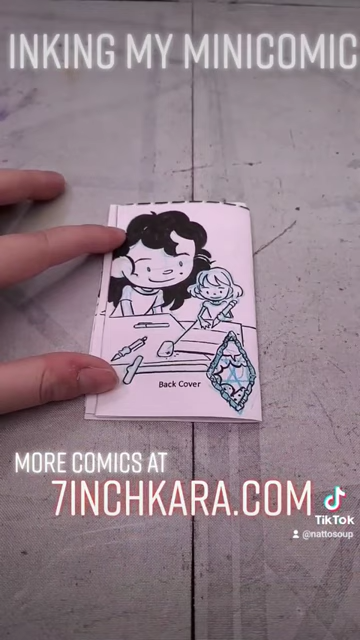 INKING MY MINICOMIC
Back Cover
MORE COMICS AT
7INCHKARA.COM
TikTok
@nattosoup